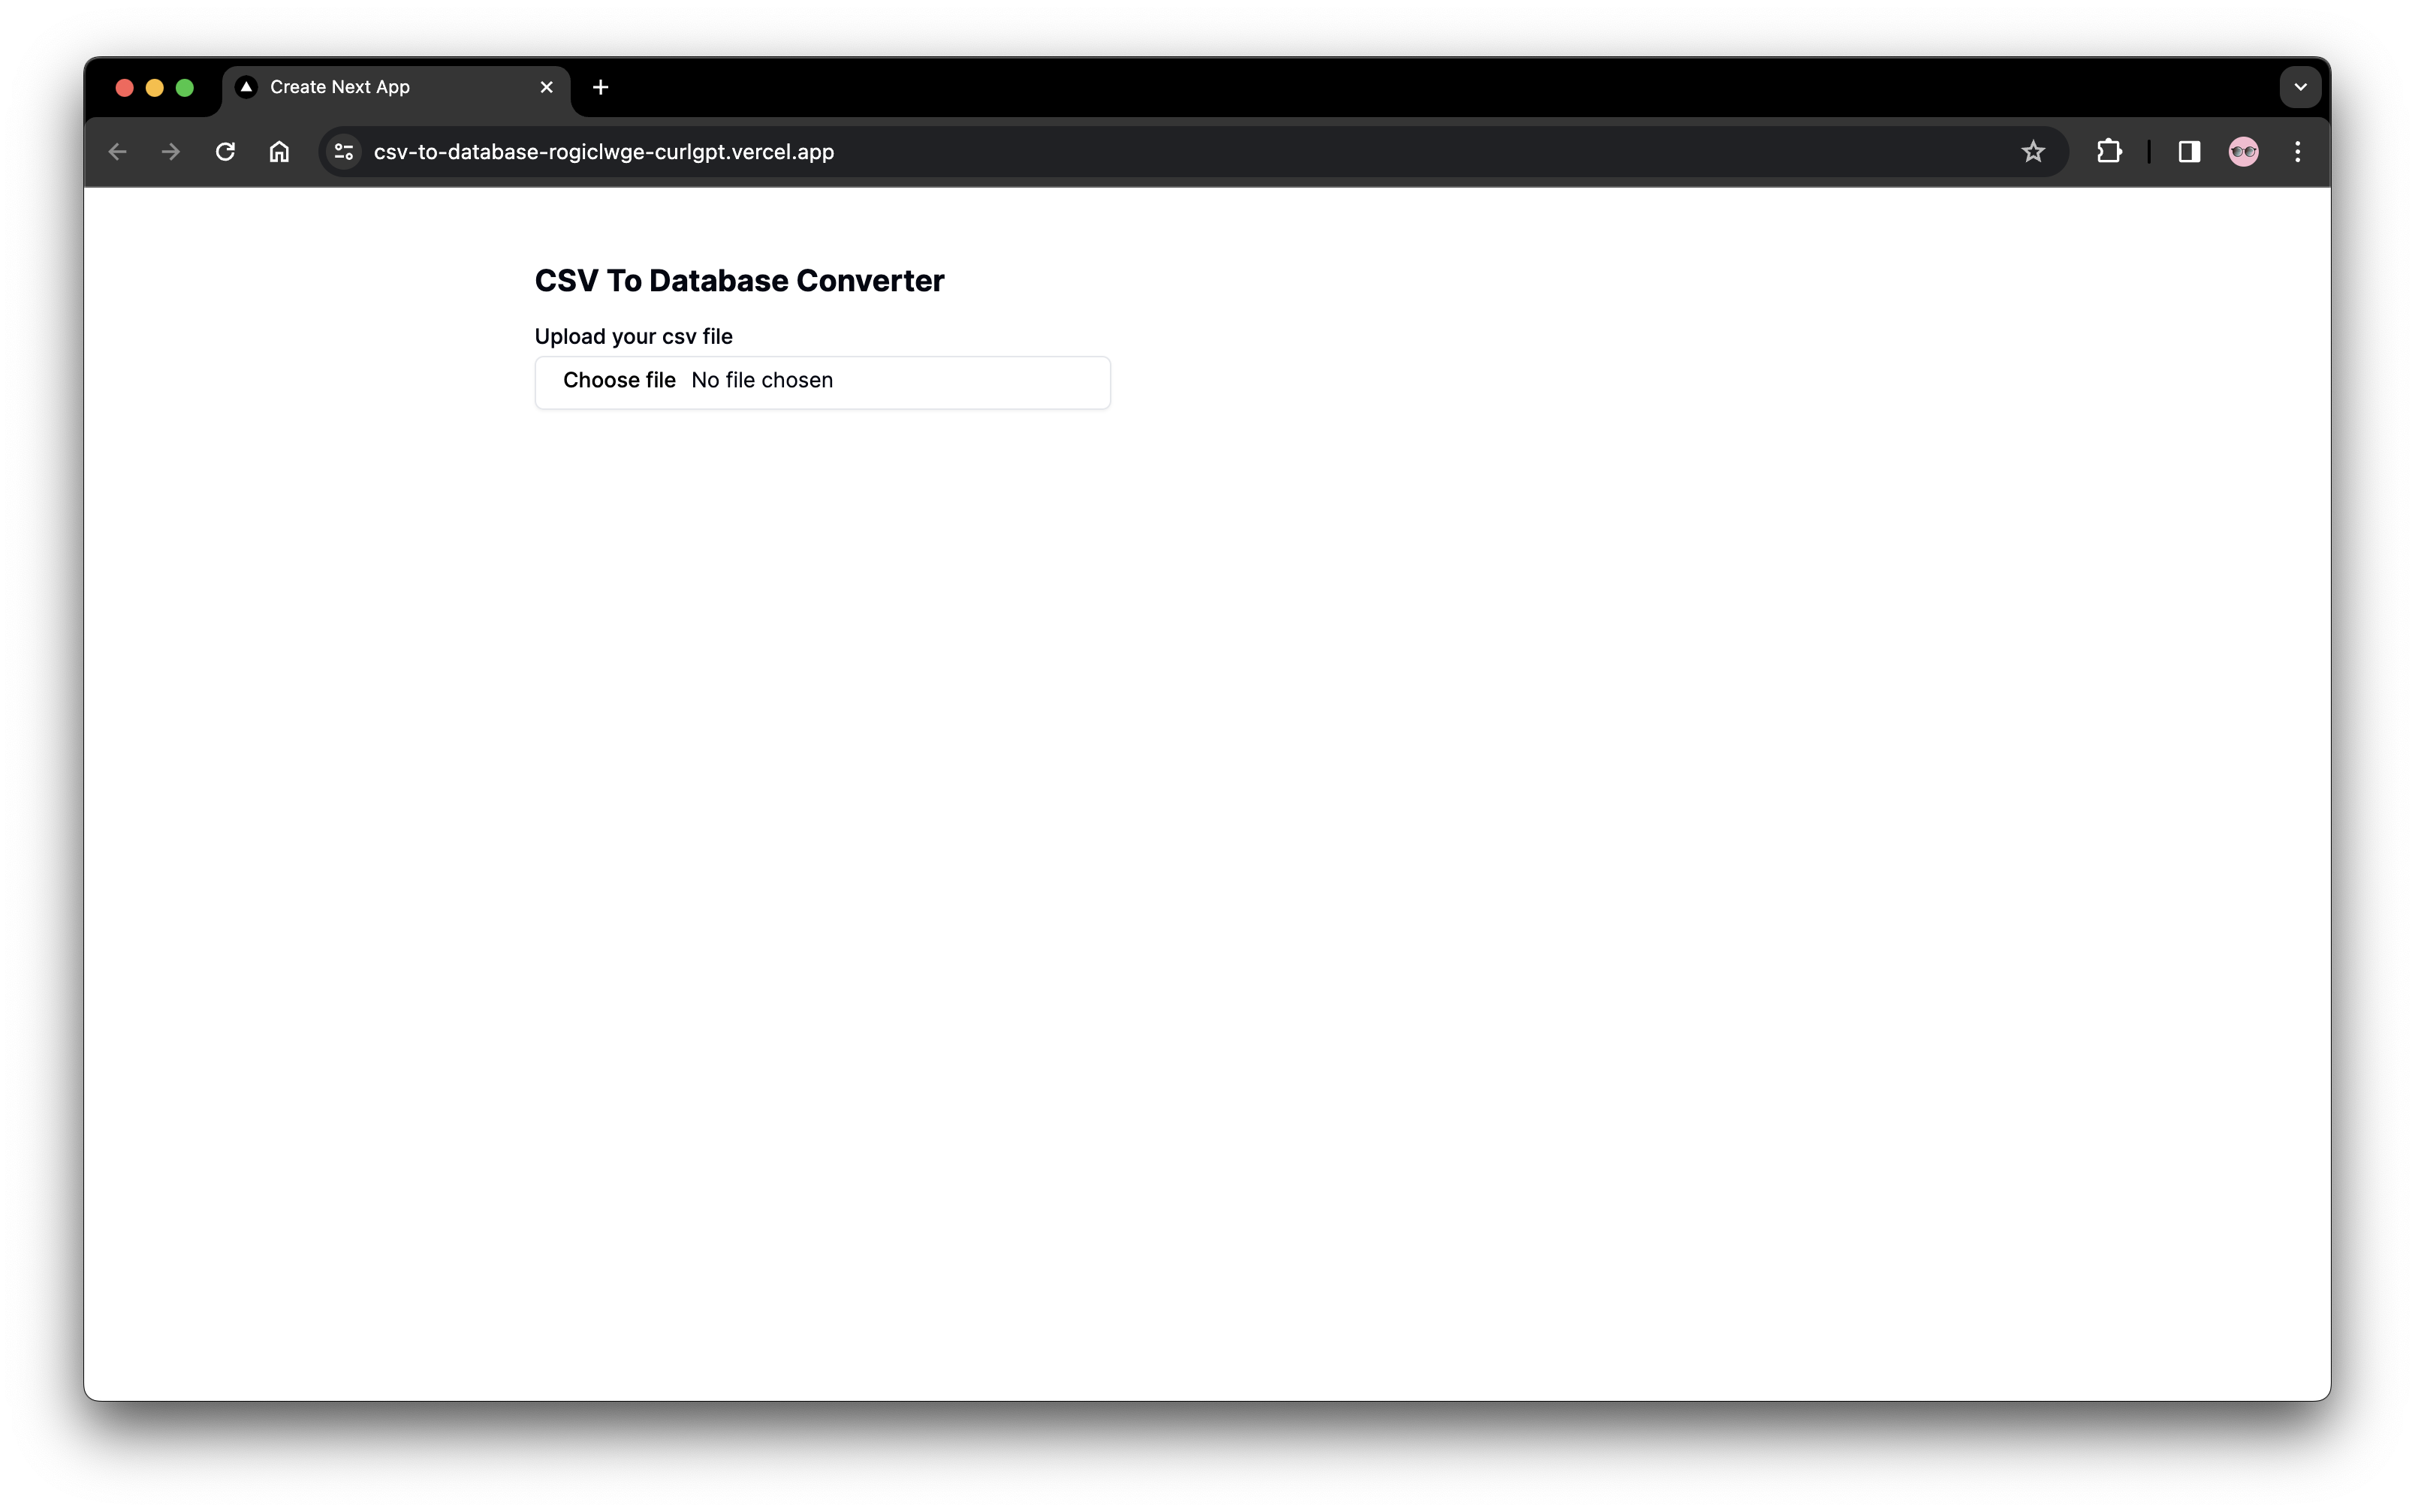 Create Next App
csv-to-database-rogiclwge-curlgpt.vercel.app
CSV To Database Converter
Upload your csv file
Choose file No file chosen